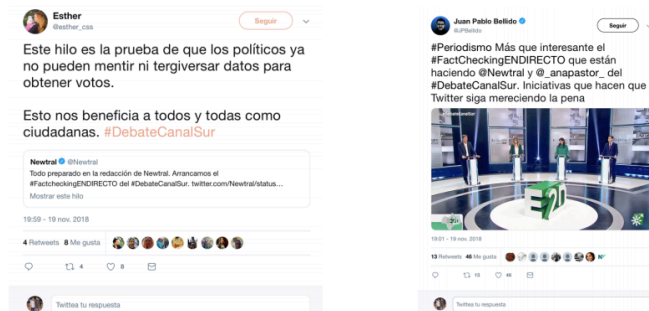 Esther
@esther_css
Seguir
Este hilo es la prueba de que los políticos ya
no pueden mentir ni tergiversar datos para
obtener votos.
Esto nos beneficia a todos y todas como
ciudadanas. #DebateCanalSur
Newtral @Newtral
Todo preparado en la redacción de Newtral. Arrancamos el
#FactcheckingENDIRECTO del #DebateCanalSur. twitter.com/Newtral/status...
Mostrar este hilo
19:59 - 19 nov. 2018
4 Retweets 8 Me gusta
4 8
Twittea tu respuesta
Juan Pablo Bellido
@JPBellido
Seguir
#Periodismo Más que interesante el
#FactCheckingENDIRECTO que están
haciendo @Newtral y @_anapastor_ del
#DebateCanalSur. Iniciativas que hacen que
Twitter siga mereciendo la pena
19:01 - 19 nov. 2018
13 Retweets 46 Me gusta
13 46
Twittea tu respuesta